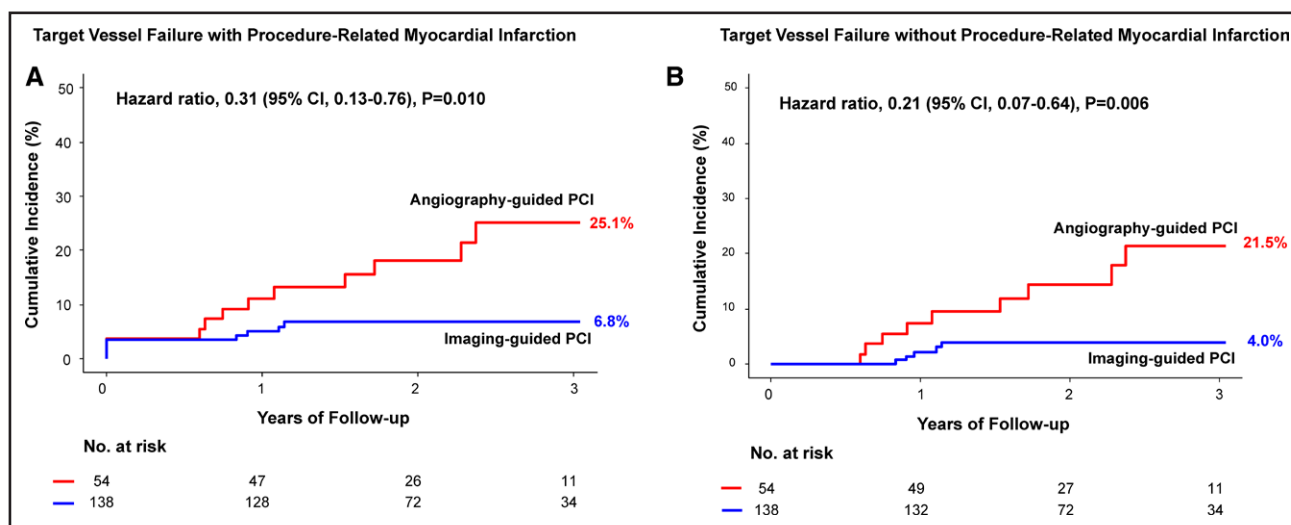 Target Vessel Failure with Procedure-Related Myocardial Infarction
A
Hazard ratio, 0.31 (95% CI, 0.13-0.76), P=0.010
Cumulative Incidence (%)
50
40
30
20
10
0
Angiography-guided PCI
25.1%
6.8%
Imaging-guided PCI
0 1 2 3
Years of Follow-up
No. at risk
54 47 26 11
138 128 72 34
Target Vessel Failure without Procedure-Related Myocardial Infarction
B
Hazard ratio, 0.21 (95% CI, 0.07-0.64), P=0.006
Cumulative Incidence (%)
50
40
30
20
10
0
Angiography-guided PCI
21.5%
4.0%
Imaging-guided PCI
0 1 2 3
Years of Follow-up
No. at risk
54 49 27 11
138 132 72 34